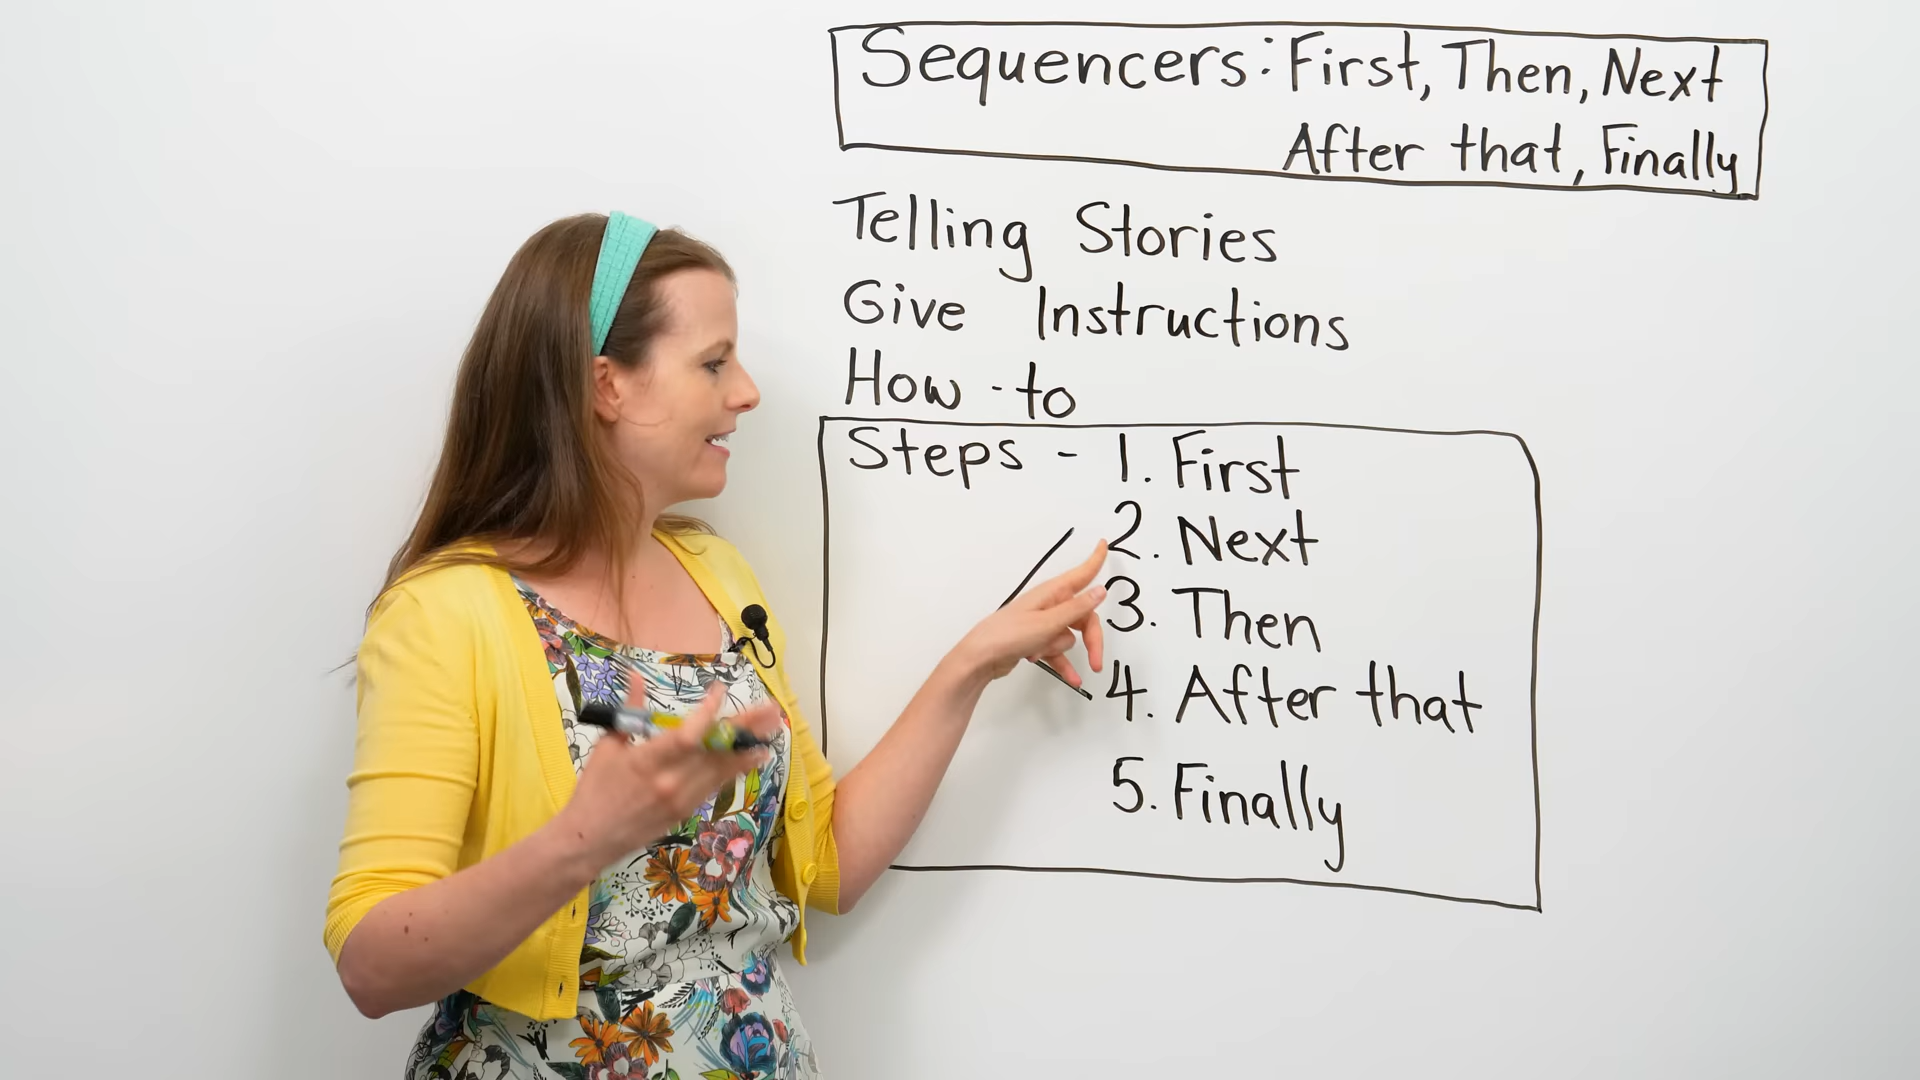 Sequencers: First, Then, Next
After that, Finally
Telling Stories
Give Instructions
How-to
Steps - 1. First
2. Next
3. Then
4. After that
5. Finally